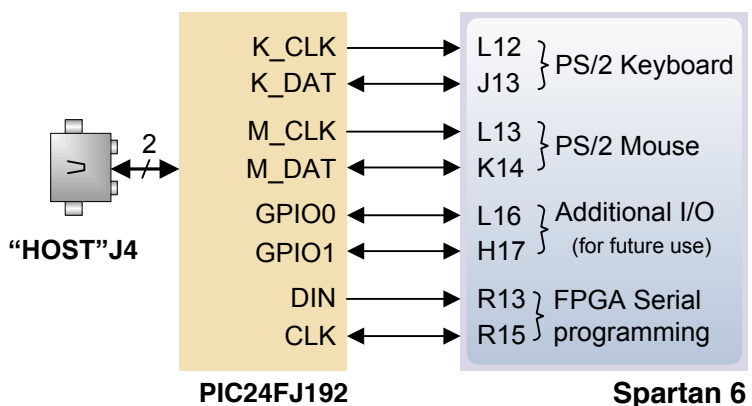 K_CLK L12
K_DAT J13
PS/2 Keyboard
M_CLK L13
M_DAT K14
PS/2 Mouse
2
GPIO0 L16
GPIO1 H17
Additional I/O
(for future use)
“HOST”J4
DIN R13
CLK R15
FPGA Serial
programming
PIC24FJ192
Spartan 6